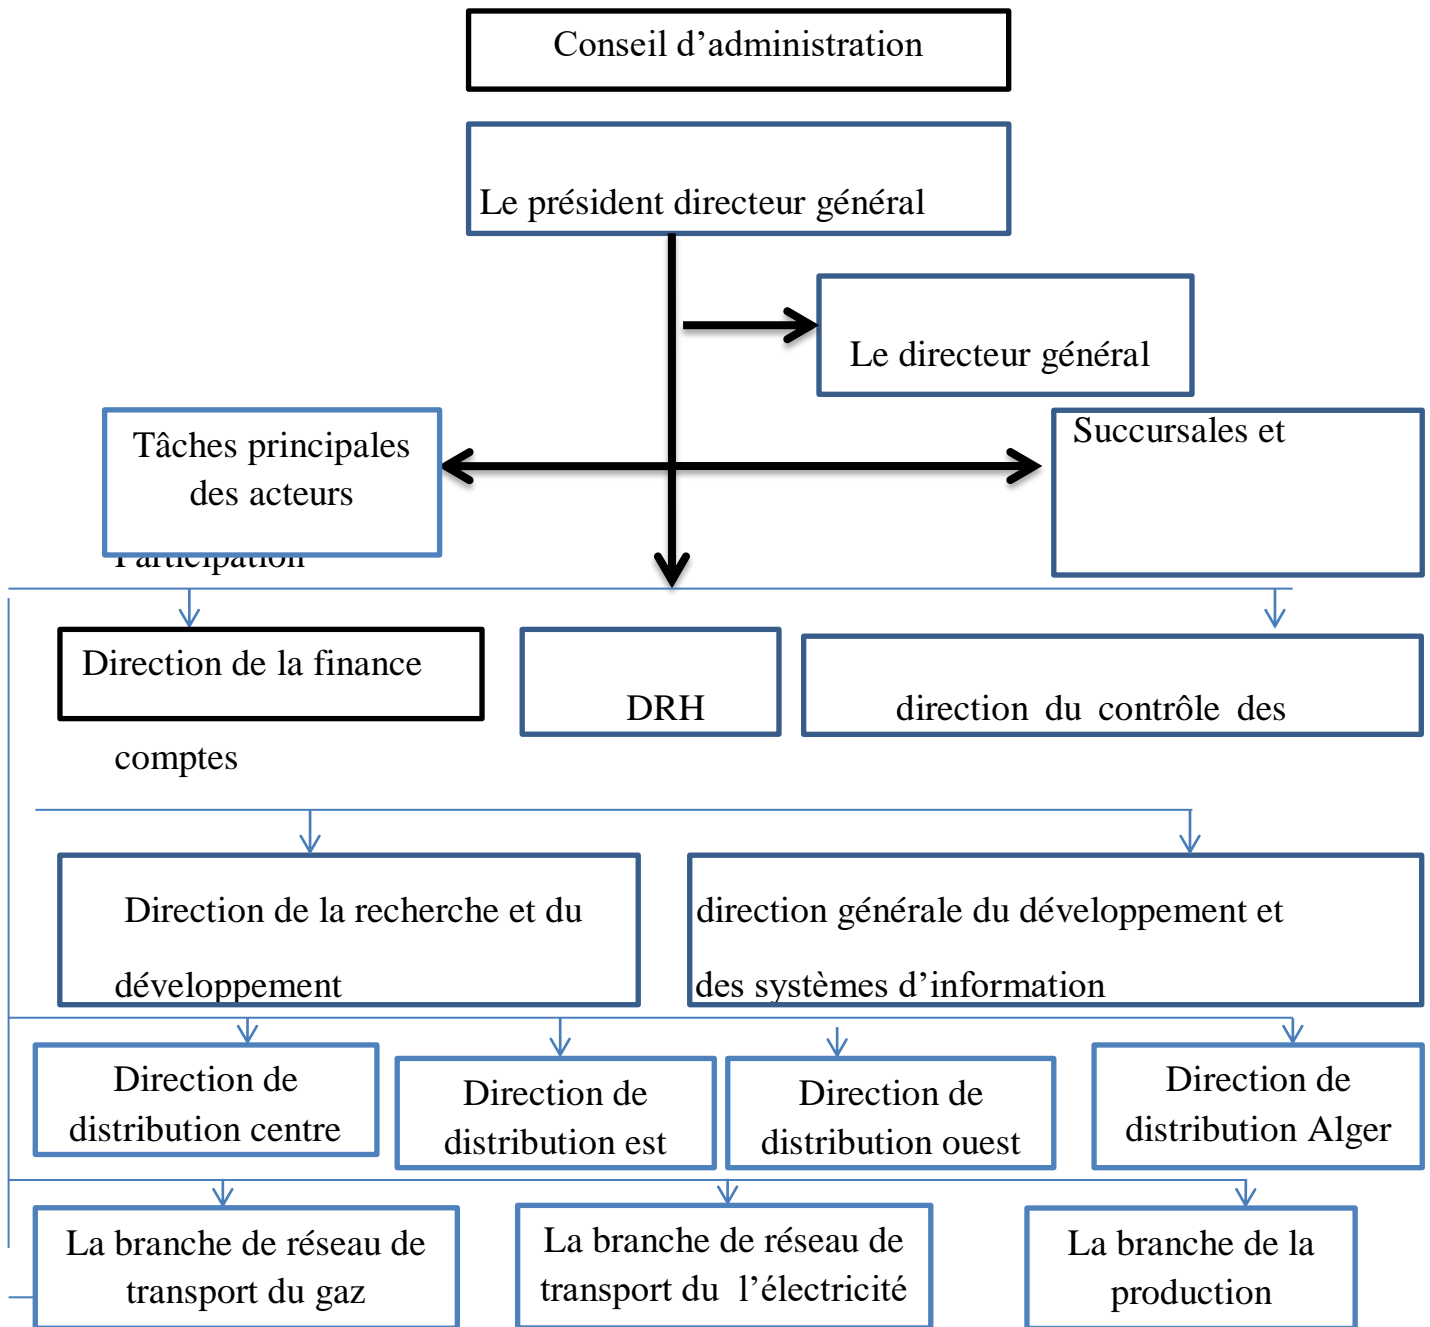 Conseil d’administration
Le président directeur général
Le directeur général
Tâches principales
des acteurs
Succursales et
Participation
Direction de la finance
DRH
direction du contrôle des
comptes
Direction de la recherche et du
développement
direction générale du développement et
des systèmes d’information
Direction de
distribution centre
Direction de
distribution est
Direction de
distribution ouest
Direction de
distribution Alger
La branche de réseau de
transport du gaz
La branche de réseau de
transport du l’électricité
La branche de la
production